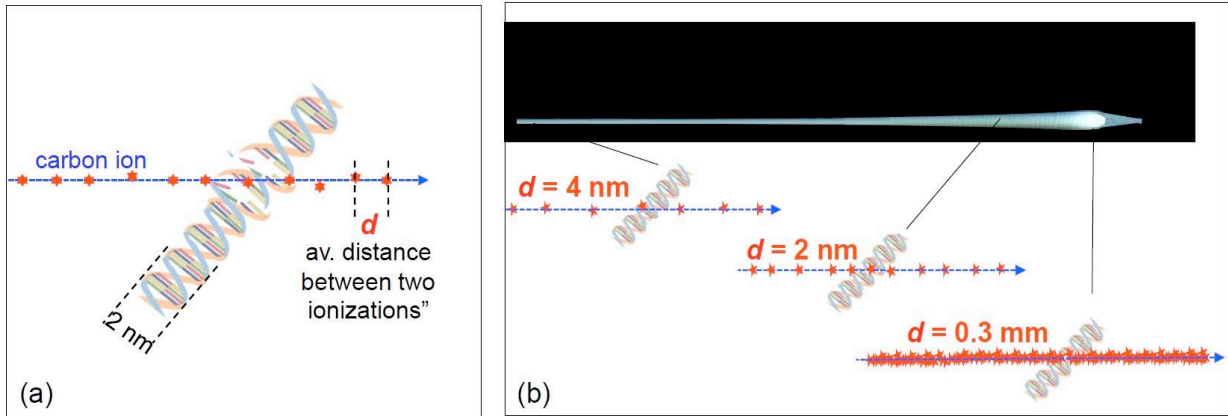 carbon ion
d
av. distance
between two
ionizations”
2 nm
(a)
d = 4 nm
d = 2 nm
d = 0.3 mm
(b)